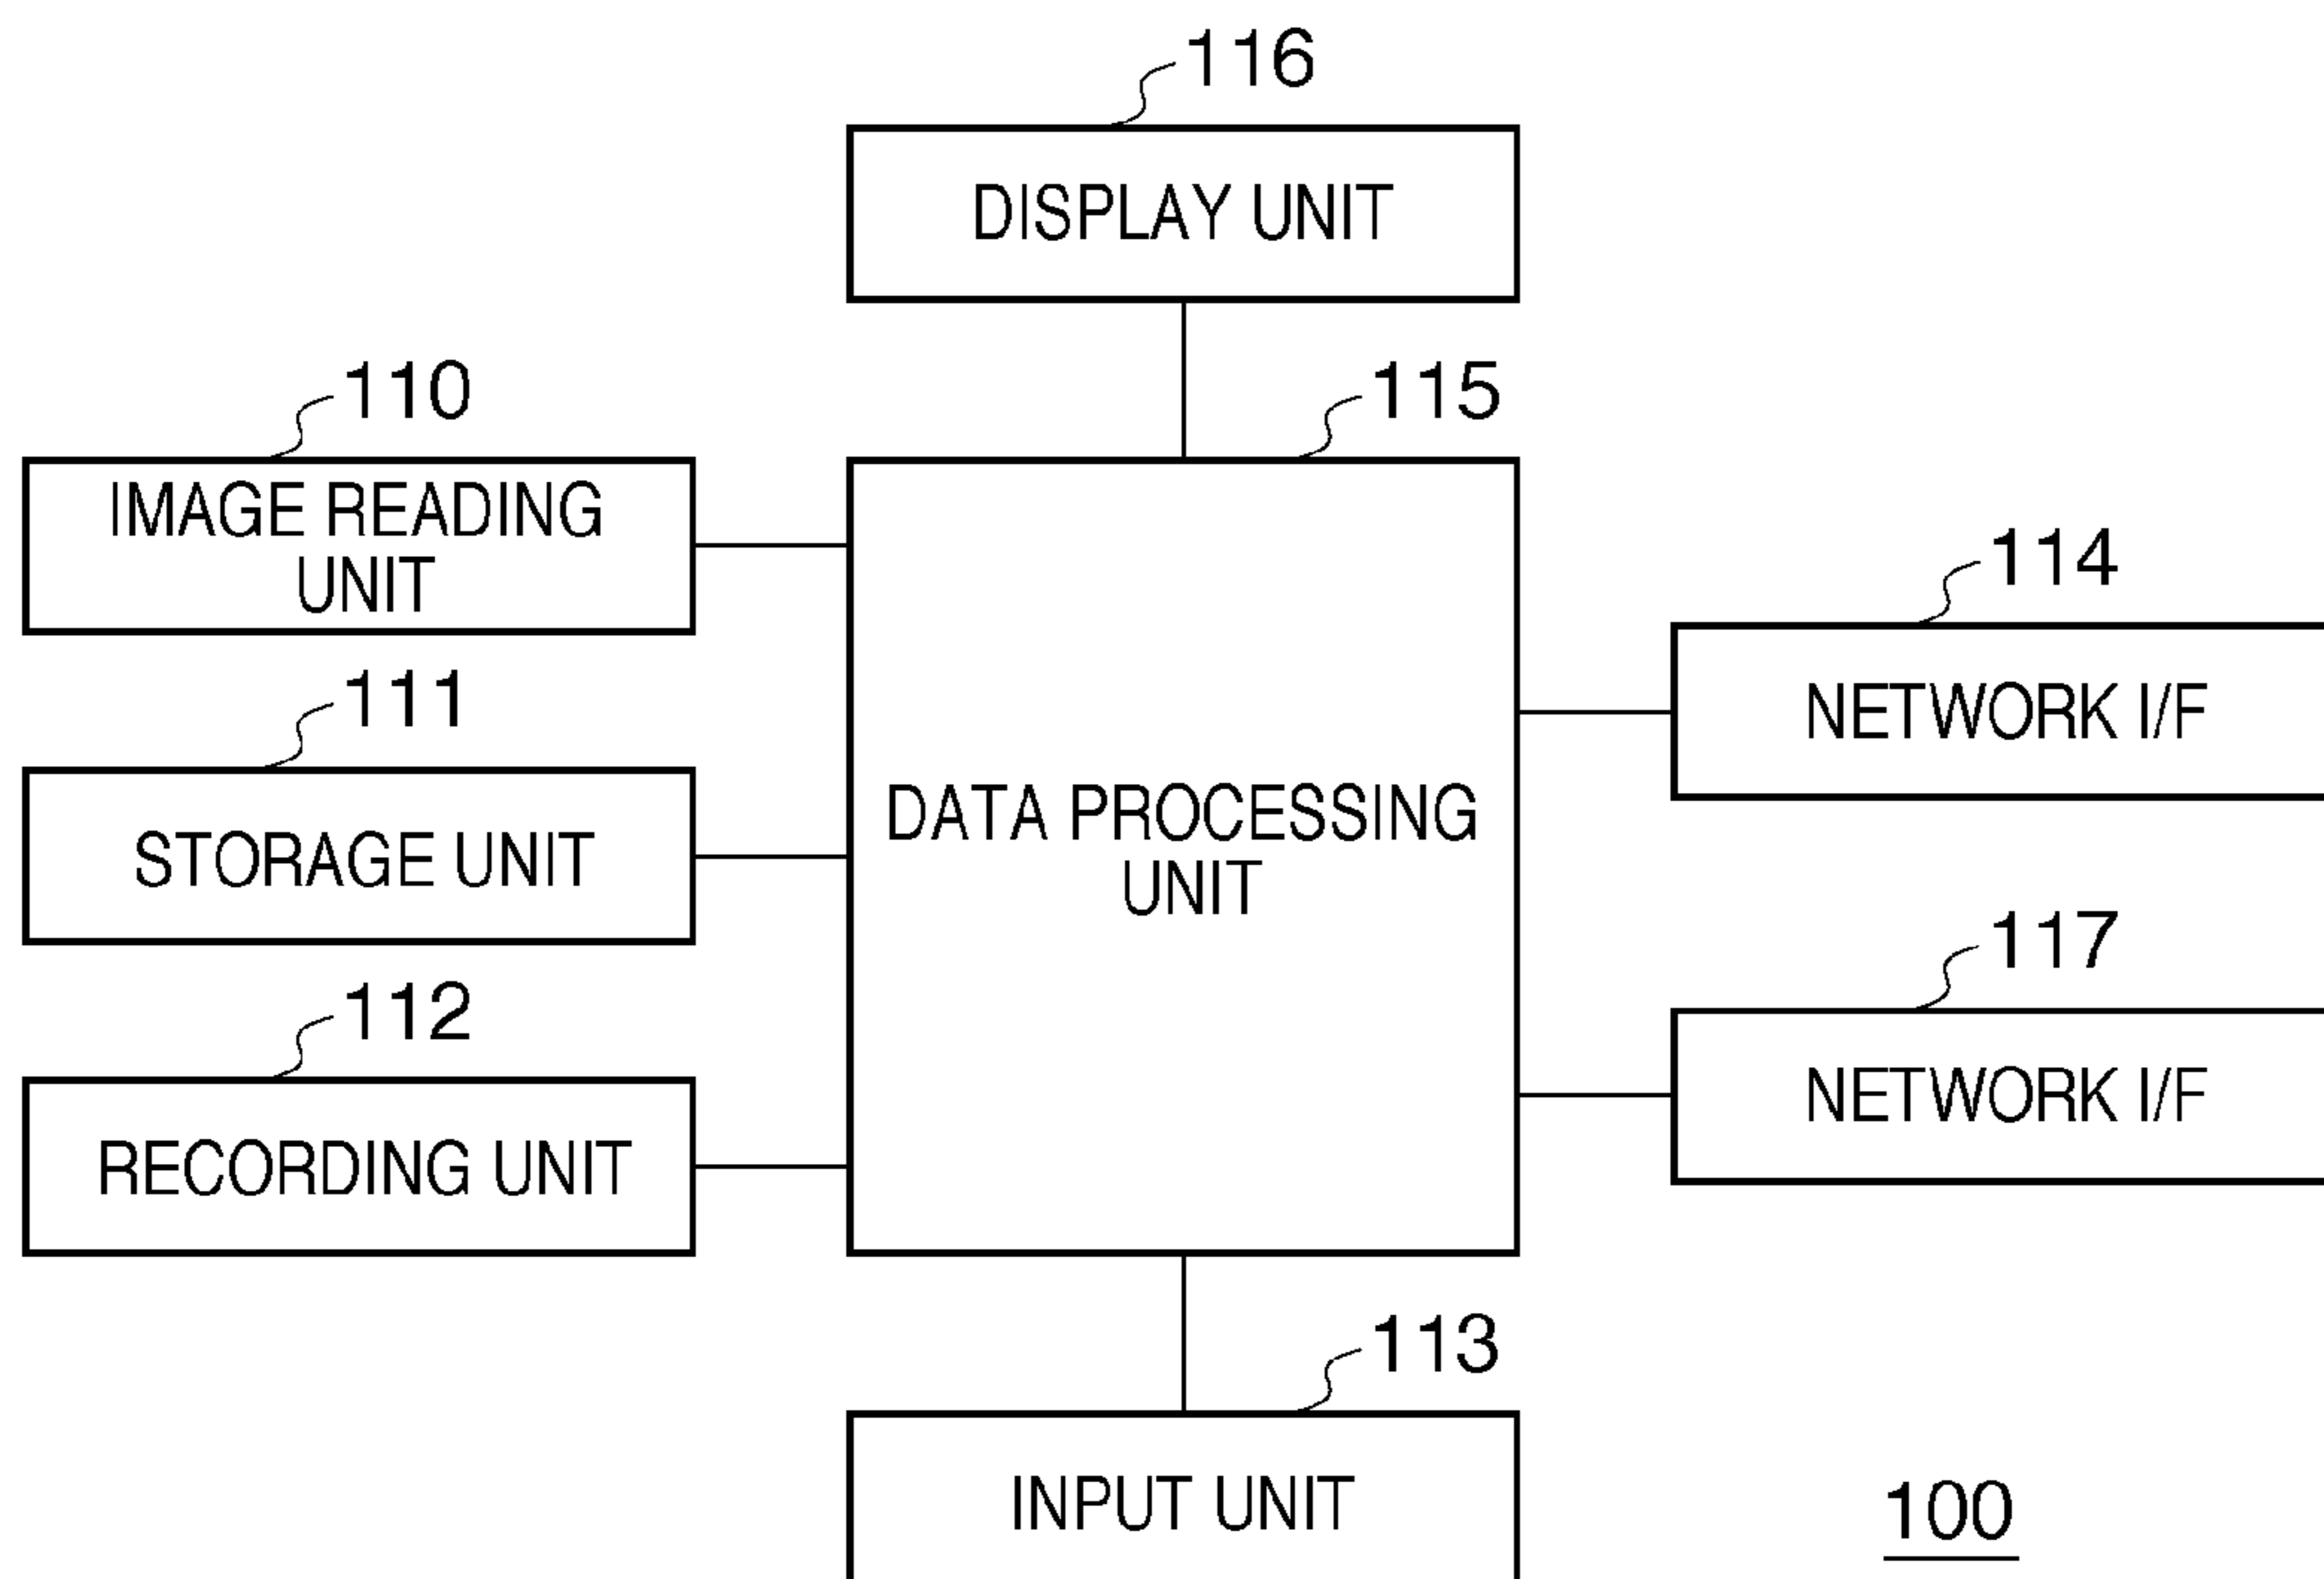 116
DISPLAY UNIT
110
115
IMAGE READING
UNIT
114
NETWORK I/F
111
STORAGE UNIT
DATA PROCESSING
UNIT
117
NETWORK I/F
112
RECORDING UNIT
113
INPUT UNIT
100